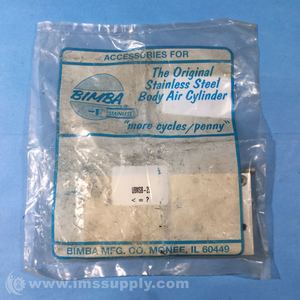 ACCESSORIES FOR
BIMBA
STAINLESS
The Original
Stainless Steel
Body Air Cylinder
"more cycles/penny"
< = ?
BIMBA MFG. CO. MONEE, IL 60449
© www.imssupply.com